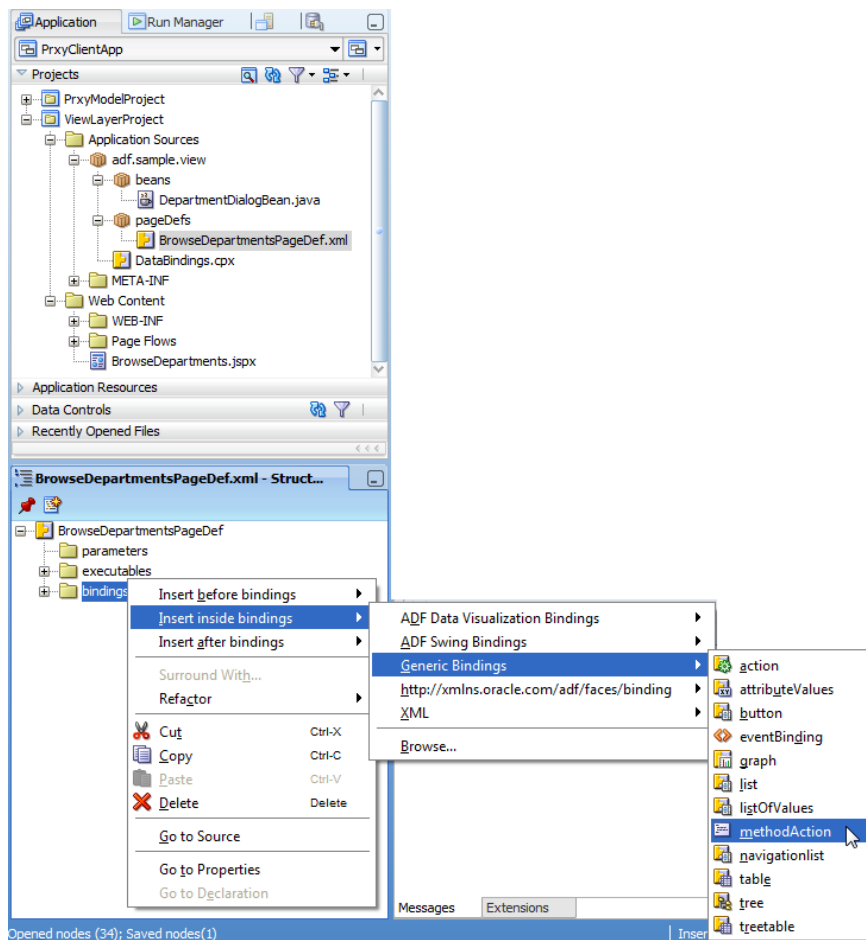 Application
Run Manager
PrxyClientApp
Projects
PrxyModelProject
ViewLayerProject
Application Sources
adf.sample.view
beans
DepartmentDialogBean.java
pageDefs
BrowseDepartmentsPageDef.xml
DataBindings.cpx
META-INF
Web Content
WEB-INF
Page Flows
BrowseDepartments.jspx
Application Resources
Data Controls
Recently Opened Files
BrowseDepartmentsPageDef.xml - Struct...
BrowseDepartmentsPageDef
parameters
executables
bindings
Insert before bindings
Insert inside bindings
Insert after bindings
Surround With...
Refactor
Cut Ctrl-X
Copy Ctrl-C
Paste Ctrl-V
Delete Delete
Go to Source
Go to Properties
Go to Declaration
ADF Data Visualization Bindings
ADF Swing Bindings
Generic Bindings
http://xmlns.oracle.com/adf/faces/binding
XML
Browse...
action
attributeValues
button
eventBinding
graph
list
listOfValues
methodAction
navigationlist
table
tree
treetable
Messages Extensions
Opened nodes (34); Saved nodes(1) Inser